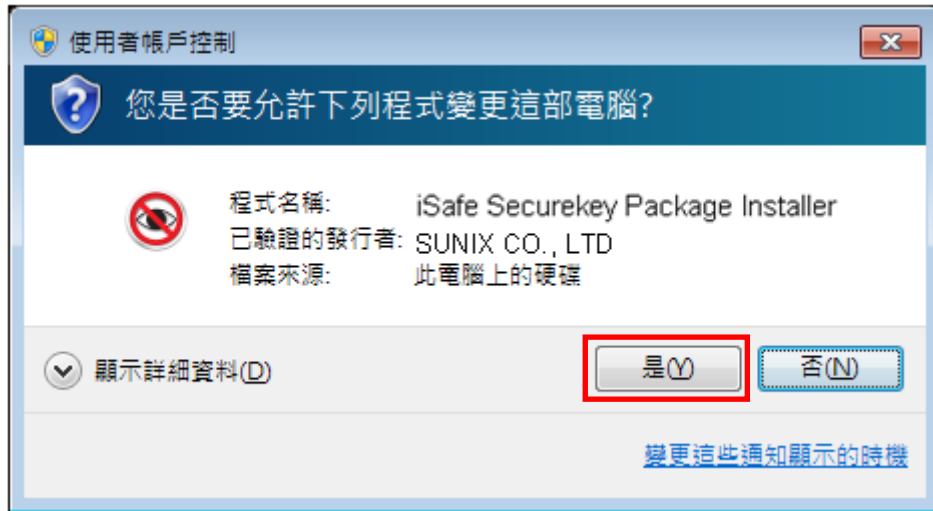 使用者帳戶控制
您是否要允許下列程式變更這部電腦?
程式名稱: iSafe Securekey Package Installer
已驗證的發行者: SUNIX CO., LTD
檔案來源: 此電腦上的硬碟
顯示詳細資料(D) 是(Y) 否(N)
變更這些通知顯示的時機